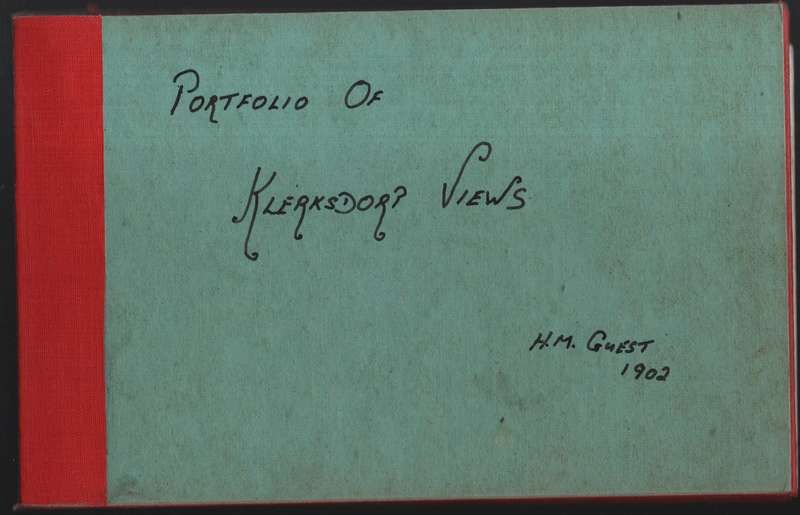 Portfolio Of
Klerksdorp Views
H.M. Guest
1902